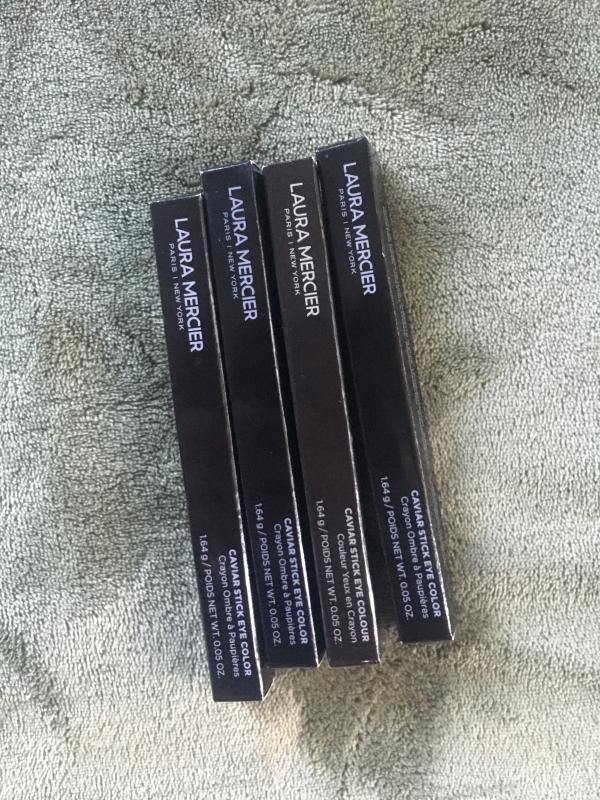 LAURA MERCIER
PARIS | NEW YORK
CAVIAR STICK EYE COLOR
Crayon Ombre à Paupières
1.64 g / POIDS NET WT. 0.05 OZ.
LAURA MERCIER
PARIS | NEW YORK
CAVIAR STICK EYE COLOR
Crayon Ombre à Paupières
1.64 g / POIDS NET WT. 0.05 OZ.
LAURA MERCIER
PARIS | NEW YORK
CAVIAR STICK EYE COLOUR
Couleur Yeux en Crayon
1.64 g / POIDS NET WT. 0.05 OZ.
LAURA MERCIER
PARIS | NEW YORK
CAVIAR STICK EYE COLOR
Crayon Ombre à Paupières
1.64 g / POIDS NET WT. 0.05 OZ.